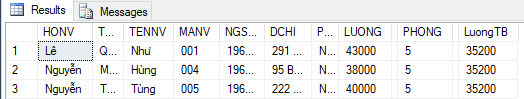 Results Messages
HONV T... TENNV MANV NGS... DCHI P... LUONG PHONG LuongTB
1 Lê Q... Như 001 196... 291 ... N... 43000 5 35200
2 Nguyễn M... Hùng 004 196... 95 B... N... 38000 5 35200
3 Nguyễn T... Tùng 005 196... 222 ... N... 40000 5 35200